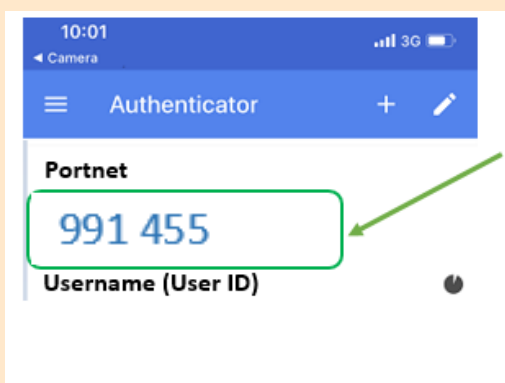 10:01
3G
Camera
Authenticator
Portnet
991 455
Username (User ID)